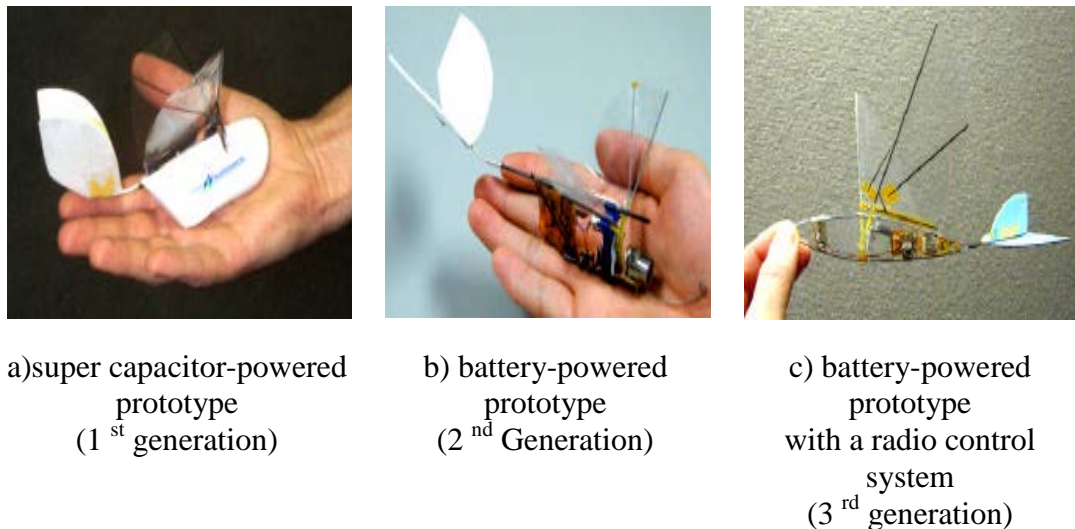 a)super capacitor-powered
prototype
(1 st generation)
b) battery-powered
prototype
(2 nd Generation)
c) battery-powered
prototype
with a radio control
system
(3 rd generation)